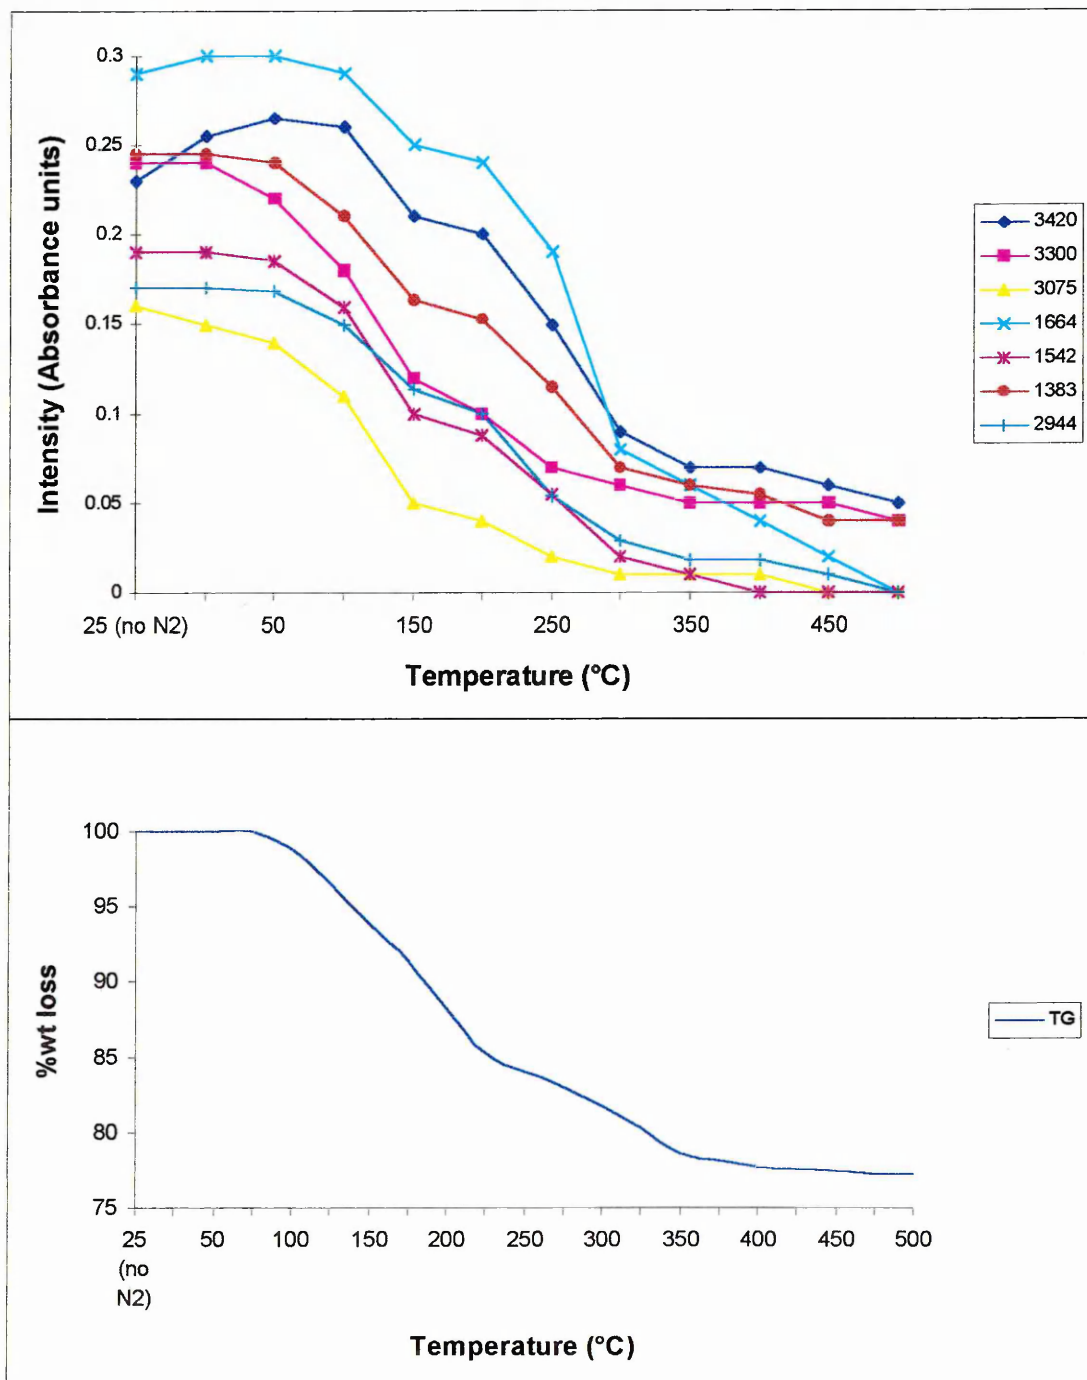 0.3
0.25
0.2
0.15
0.1
0.05
0
Intensity (Absorbance units)
25 (no N2) 50 150 250 350 450
Temperature (°C)
3420
3300
3075
1664
1542
1383
2944
100
95
90
85
80
75
%wt loss
25 50 100 150 200 250 300 350 400 450 500
(no
N2)
Temperature (°C)
TG